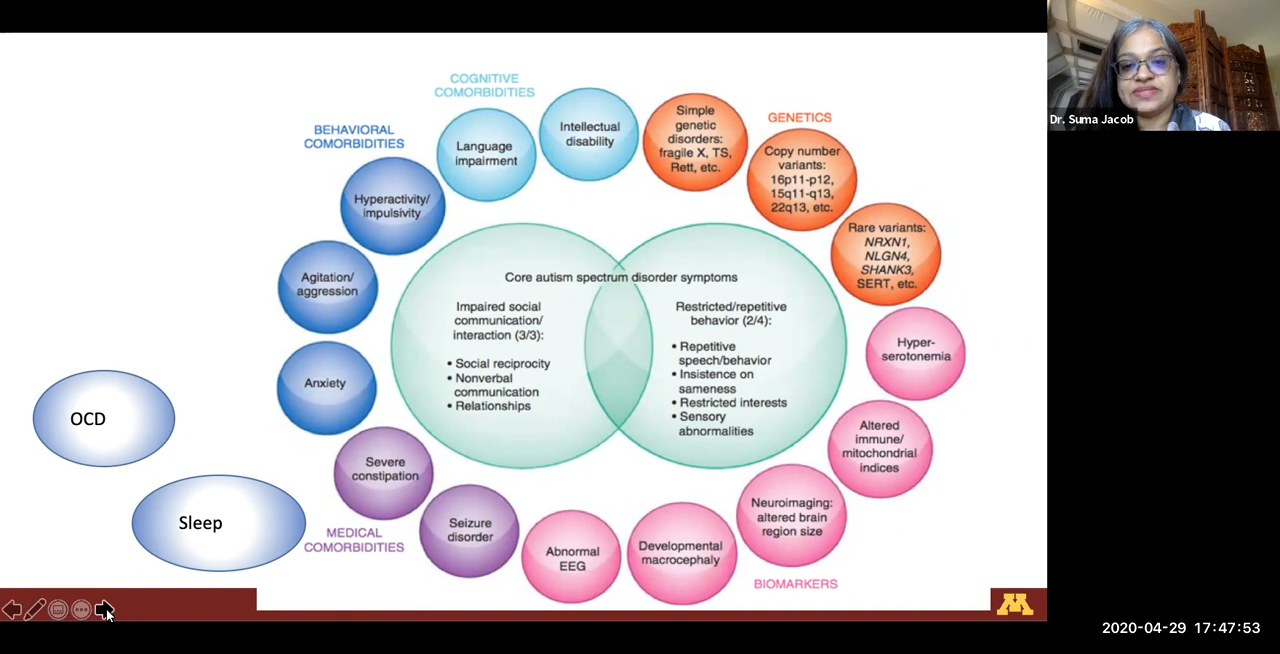 COGNITIVE
COMORBIDITIES
BEHAVIORAL
COMORBIDITIES
Language
impairment
Intellectual
disability
Simple
genetic
disorders:
fragile X, TS,
Rett, etc.
GENETICS
Copy number
variants:
16p11-p12,
15q11-q13,
22q13, etc.
Rare variants:
NRXN1,
NLGN4,
SHANK3,
SERT, etc.
Hyperactivity/
impulsivity
Agitation/
aggression
Anxiety
Core autism spectrum disorder symptoms
Impaired social
communication/
interaction (3/3):
• Social reciprocity
• Nonverbal
communication
• Relationships
Restricted/repetitive
behavior (2/4):
• Repetitive
speech/behavior
• Insistence on
sameness
• Restricted interests
• Sensory
abnormalities
Hyper-
serotonemia
Altered
immune/
mitochondrial
indices
Neuroimaging:
altered brain
region size
BIOMARKERS
Developmental
macrocephaly
Abnormal
EEG
Seizure
disorder
Severe
constipation
MEDICAL
COMORBIDITIES
OCD
Sleep
M
Dr. Suma Jacob
2020-04-29 17:47:53